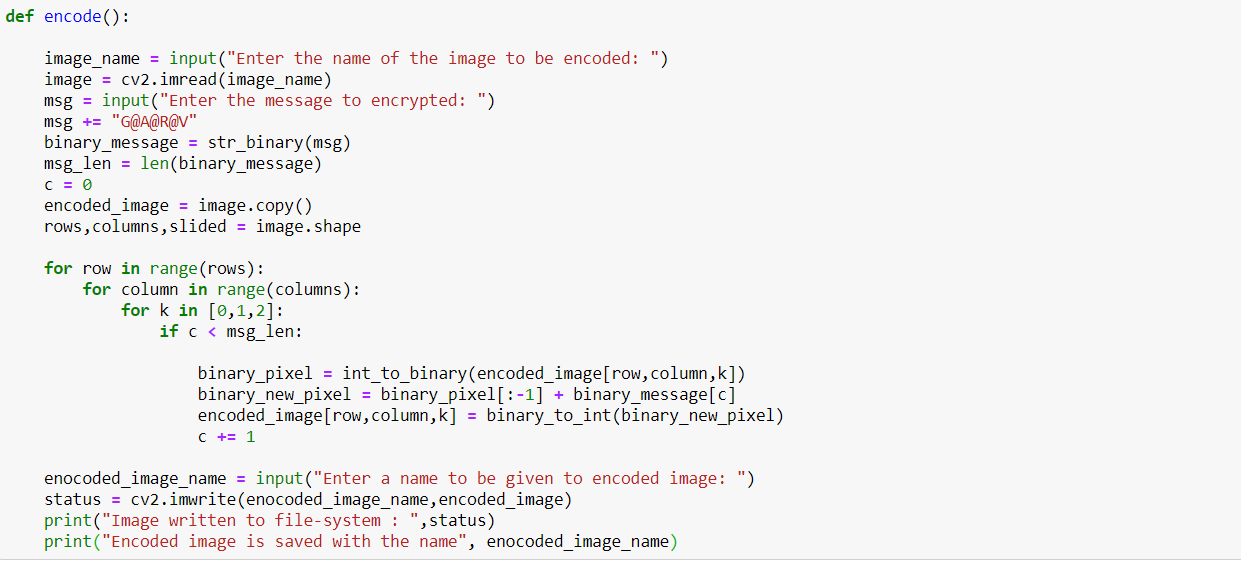 def encode():
    image_name = input("Enter the name of the image to be encoded: ")
    image = cv2.imread(image_name)
    msg = input("Enter the message to encrypted: ")
    msg += "G@A@R@V"
    binary_message = str_binary(msg)
    msg_len = len(binary_message)
    c = 0
    encoded_image = image.copy()
    rows,columns,slided = image.shape
    for row in range(rows):
        for column in range(columns):
            for k in [0,1,2]:
                if c < msg_len:
                    binary_pixel = int_to_binary(encoded_image[row,column,k])
                    binary_new_pixel = binary_pixel[:-1] + binary_message[c]
                    encoded_image[row,column,k] = binary_to_int(binary_new_pixel)
                    c += 1
    enocoded_image_name = input("Enter a name to be given to encoded image: ")
    status = cv2.imwrite(enocoded_image_name,encoded_image)
    print("Image written to file-system : ",status)
    print("Encoded image is saved with the name", enocoded_image_name)